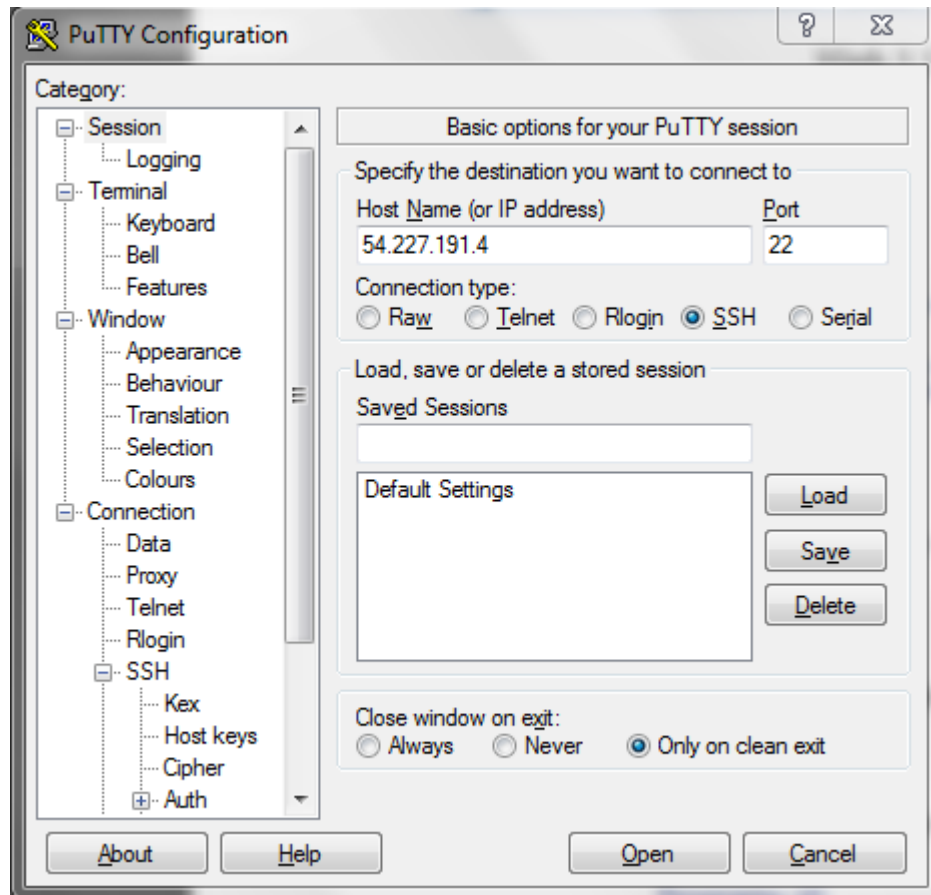 PuTTY Configuration
Category:
Session
Logging
Terminal
Keyboard
Bell
Features
Window
Appearance
Behaviour
Translation
Selection
Colours
Connection
Data
Proxy
Telnet
Rlogin
SSH
Kex
Host keys
Cipher
Auth
Basic options for your PuTTY session
Specify the destination you want to connect to
Host Name (or IP address) Port
54.227.191.4 22
Connection type:
Raw Telnet Rlogin SSH Serial
Load, save or delete a stored session
Saved Sessions
Default Settings
Load
Save
Delete
Close window on exit:
Always Never Only on clean exit
About Help Open Cancel